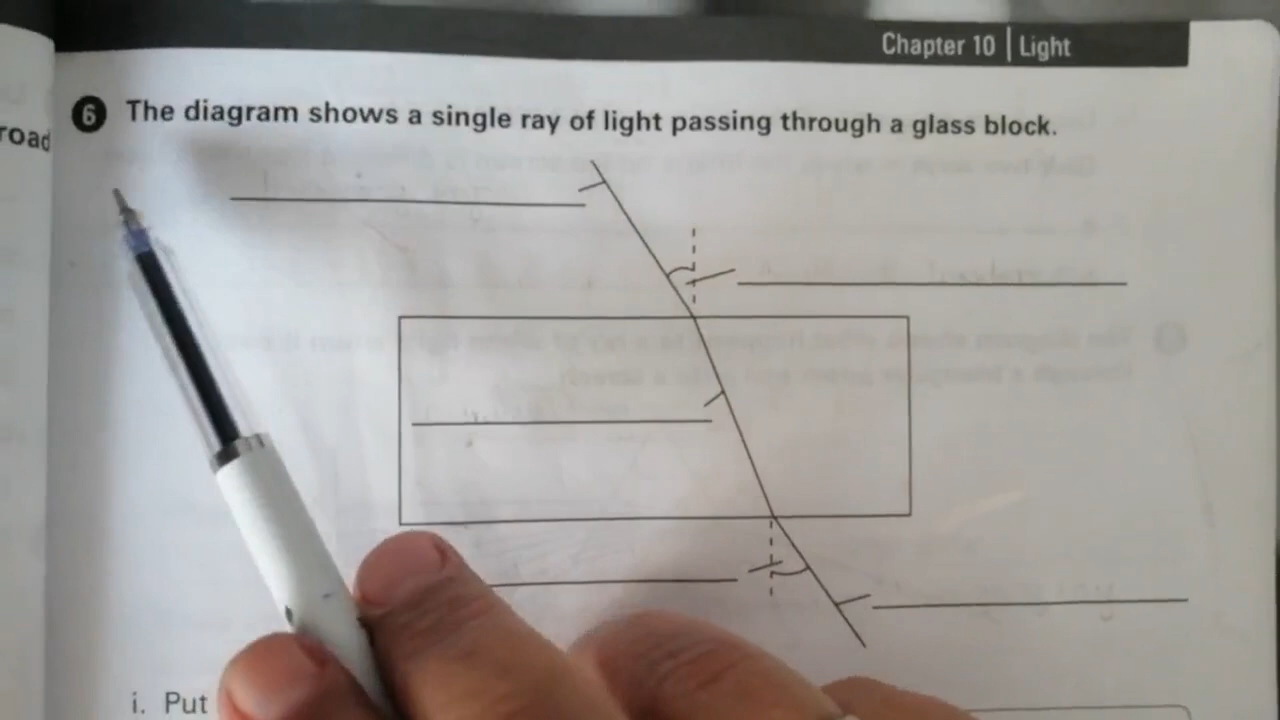 Chapter 10 | Light
road
6 The diagram shows a single ray of light passing through a glass block.
i. Put